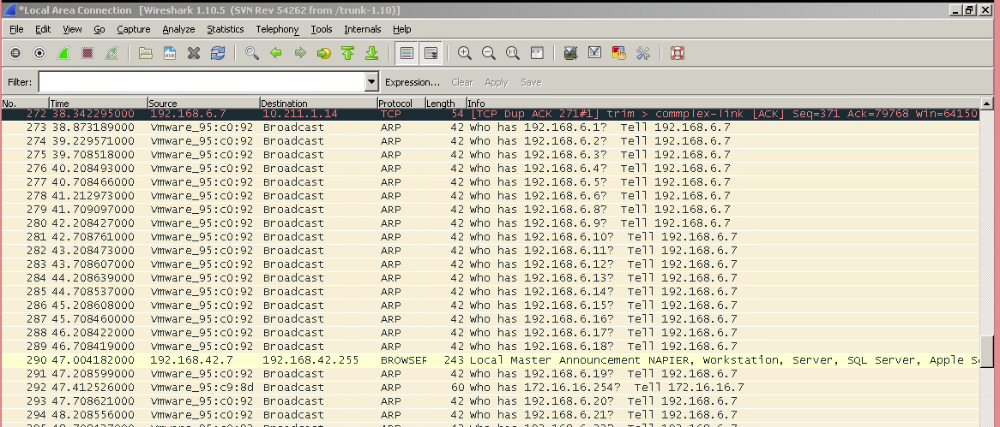 *Local Area Connection [Wireshark 1.10.5 (SVN Rev 54262 from /trunk-1.10)]
File Edit View Go Capture Analyze Statistics Telephony Tools Internals Help
Filter: Expression... Clear Apply Save
No. Time Source Destination Protocol Length Info
272 38.342295000 192.168.6.7 10.211.1.14 TCP 54 [TCP Dup ACK 271#1] trim > commplex-link [ACK] Seq=371 Ack=79768 Win=64150
273 38.873189000 Vmware_95:c0:92 Broadcast ARP 42 Who has 192.168.6.1? Tell 192.168.6.7
274 39.229571000 Vmware_95:c0:92 Broadcast ARP 42 Who has 192.168.6.2? Tell 192.168.6.7
275 39.708518000 Vmware_95:c0:92 Broadcast ARP 42 Who has 192.168.6.3? Tell 192.168.6.7
276 40.208493000 Vmware_95:c0:92 Broadcast ARP 42 Who has 192.168.6.4? Tell 192.168.6.7
277 40.708466000 Vmware_95:c0:92 Broadcast ARP 42 Who has 192.168.6.5? Tell 192.168.6.7
278 41.212973000 Vmware_95:c0:92 Broadcast ARP 42 Who has 192.168.6.6? Tell 192.168.6.7
279 41.709097000 Vmware_95:c0:92 Broadcast ARP 42 Who has 192.168.6.8? Tell 192.168.6.7
280 42.208427000 Vmware_95:c0:92 Broadcast ARP 42 Who has 192.168.6.9? Tell 192.168.6.7
281 42.708761000 Vmware_95:c0:92 Broadcast ARP 42 Who has 192.168.6.10? Tell 192.168.6.7
282 43.208473000 Vmware_95:c0:92 Broadcast ARP 42 Who has 192.168.6.11? Tell 192.168.6.7
283 43.708607000 Vmware_95:c0:92 Broadcast ARP 42 Who has 192.168.6.12? Tell 192.168.6.7
284 44.208639000 Vmware_95:c0:92 Broadcast ARP 42 Who has 192.168.6.13? Tell 192.168.6.7
285 44.708537000 Vmware_95:c0:92 Broadcast ARP 42 Who has 192.168.6.14? Tell 192.168.6.7
286 45.208608000 Vmware_95:c0:92 Broadcast ARP 42 Who has 192.168.6.15? Tell 192.168.6.7
287 45.708460000 Vmware_95:c0:92 Broadcast ARP 42 Who has 192.168.6.16? Tell 192.168.6.7
288 46.208422000 Vmware_95:c0:92 Broadcast ARP 42 Who has 192.168.6.17? Tell 192.168.6.7
289 46.708419000 Vmware_95:c0:92 Broadcast ARP 42 Who has 192.168.6.18? Tell 192.168.6.7
290 47.004182000 192.168.42.7 192.168.42.255 BROWSER 243 Local Master Announcement NAPIER, Workstation, Server, SQL Server, Apple
291 47.208599000 Vmware_95:c0:92 Broadcast ARP 42 Who has 192.168.6.19? Tell 192.168.6.7
292 47.412526000 Vmware_95:c9:8d Broadcast ARP 60 Who has 172.16.16.254? Tell 172.16.16.7
293 47.708621000 Vmware_95:c0:92 Broadcast ARP 42 Who has 192.168.6.20? Tell 192.168.6.7
294 48.208556000 Vmware_95:c0:92 Broadcast ARP 42 Who has 192.168.6.21? Tell 192.168.6.7